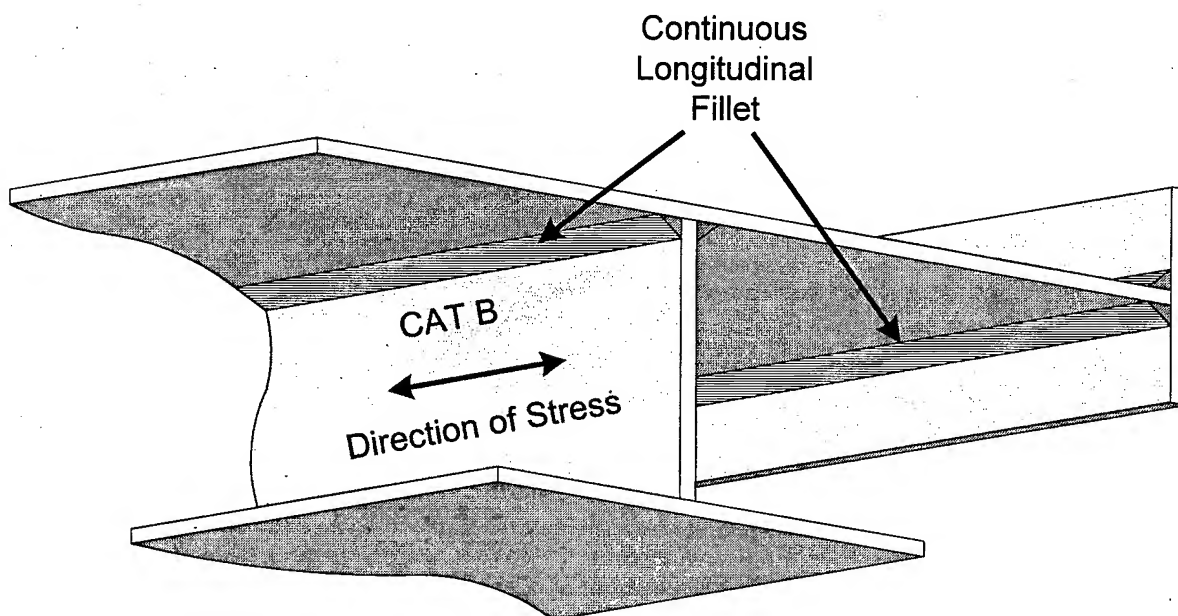 Continuous
Longitudinal
Fillet
CAT B
Direction of Stress